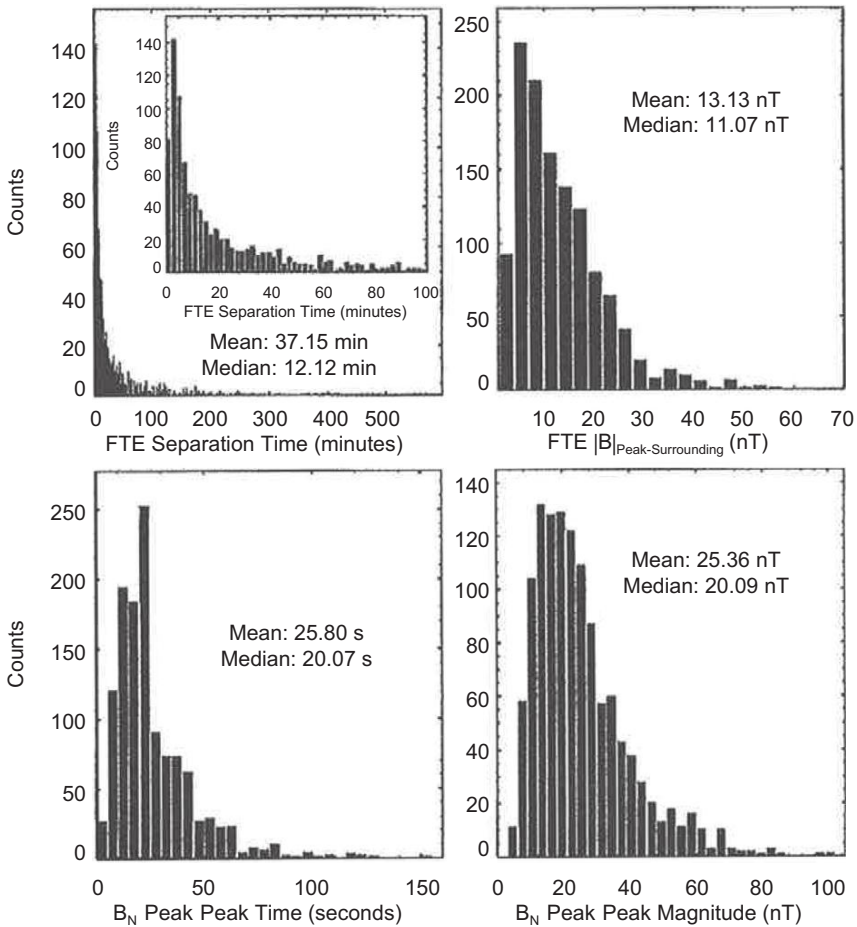 140
120
100
80
60
40
20
0
Counts
140
120
100
80
60
40
20
0
Counts
0 20 40 60 80 100
FTE Separation Time (minutes)
Mean: 37.15 min
Median: 12.12 min
0 100 200 300 400 500
FTE Separation Time (minutes)
250
200
150
100
50
0
Mean: 13.13 nT
Median: 11.07 nT
10 20 30 40 50 60 70
FTE |B|Peak-Surrounding (nT)
250
200
150
100
50
0
Counts
Mean: 25.80 s
Median: 20.07 s
0 50 100 150
BN Peak Peak Time (seconds)
140
120
100
80
60
40
20
0
Mean: 25.36 nT
Median: 20.09 nT
0 20 40 60 80 100
BN Peak Peak Magnitude (nT)